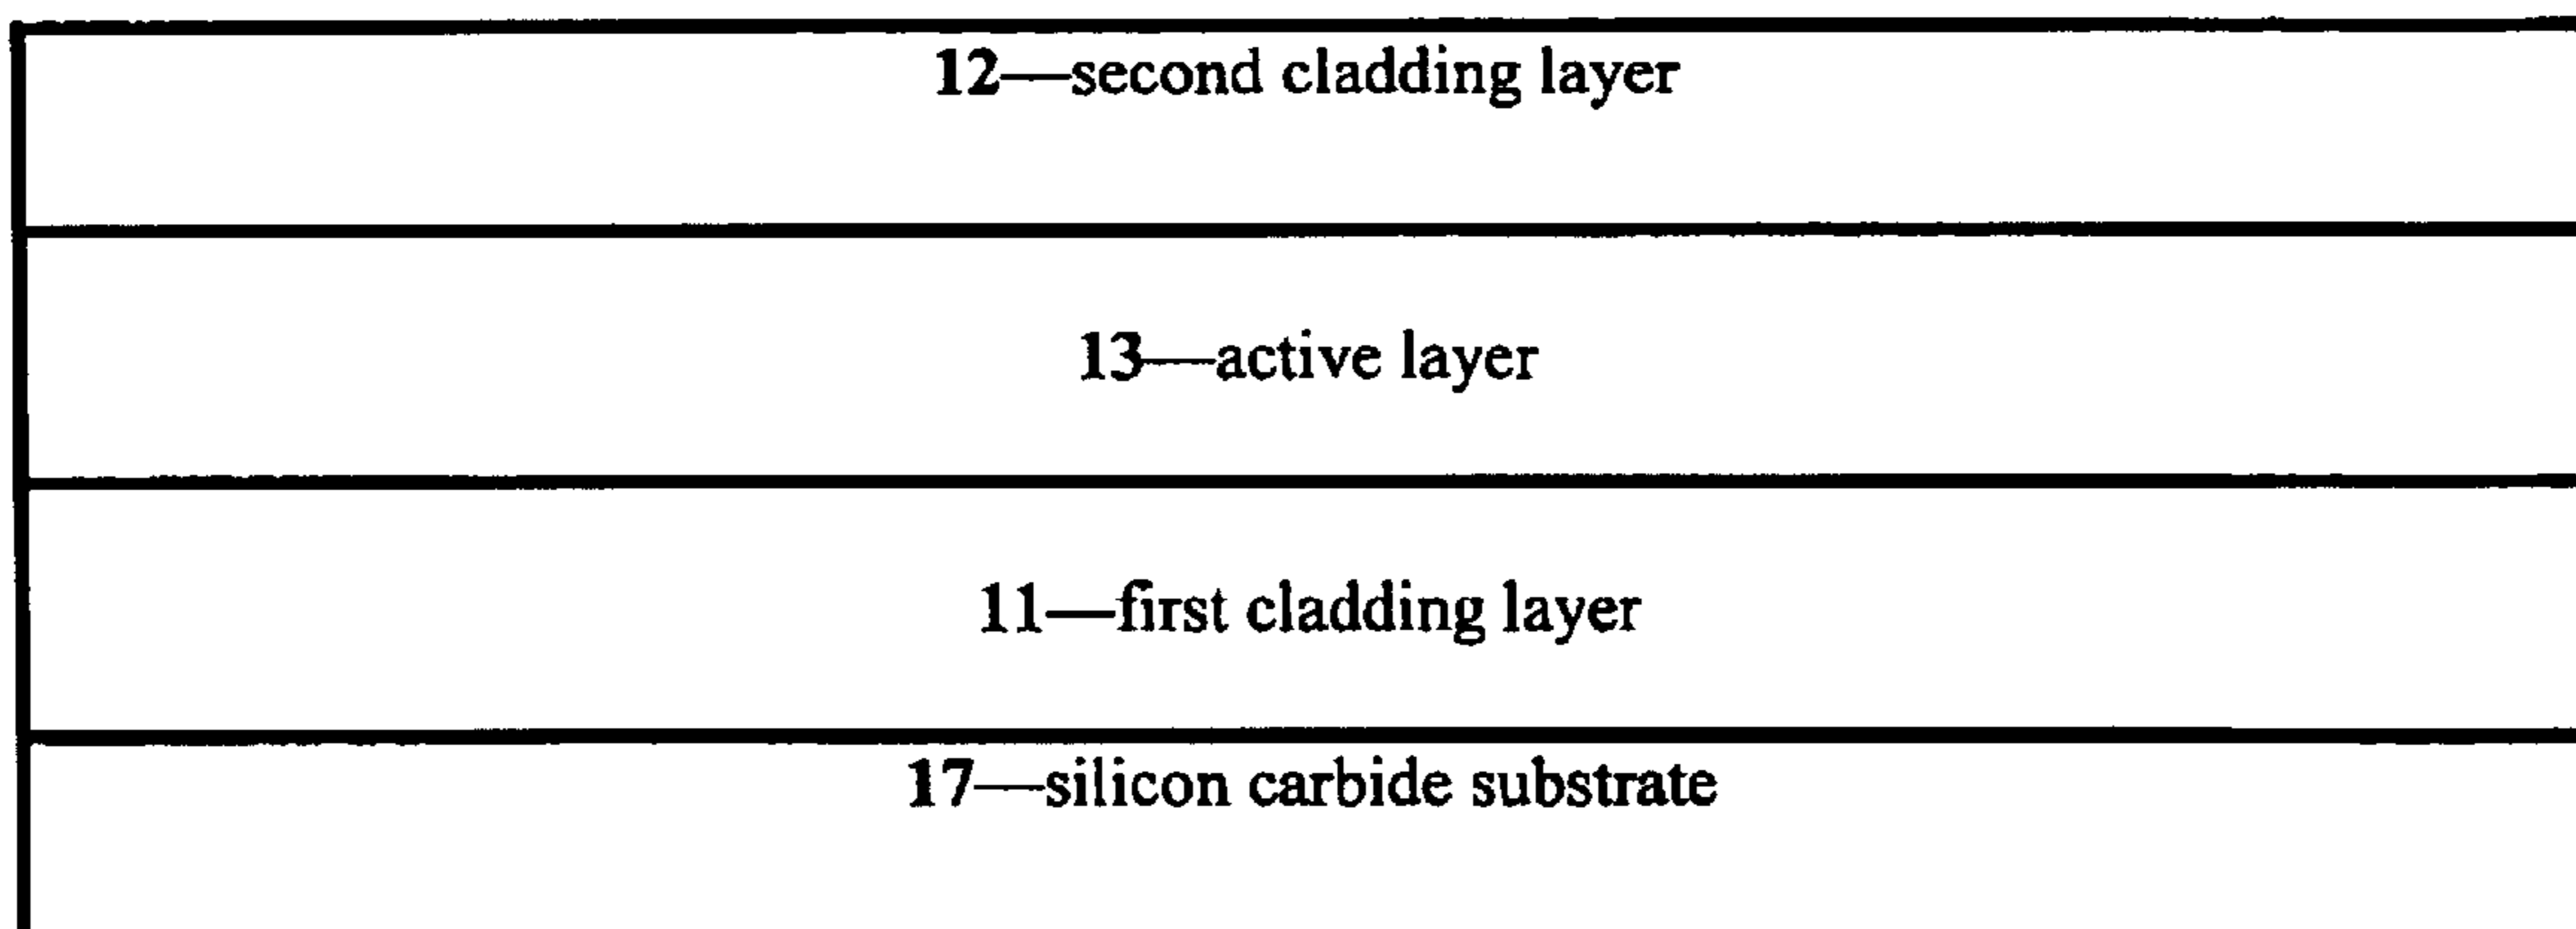 12—second cladding layer
13—active layer
11—first cladding layer
17—silicon carbide substrate